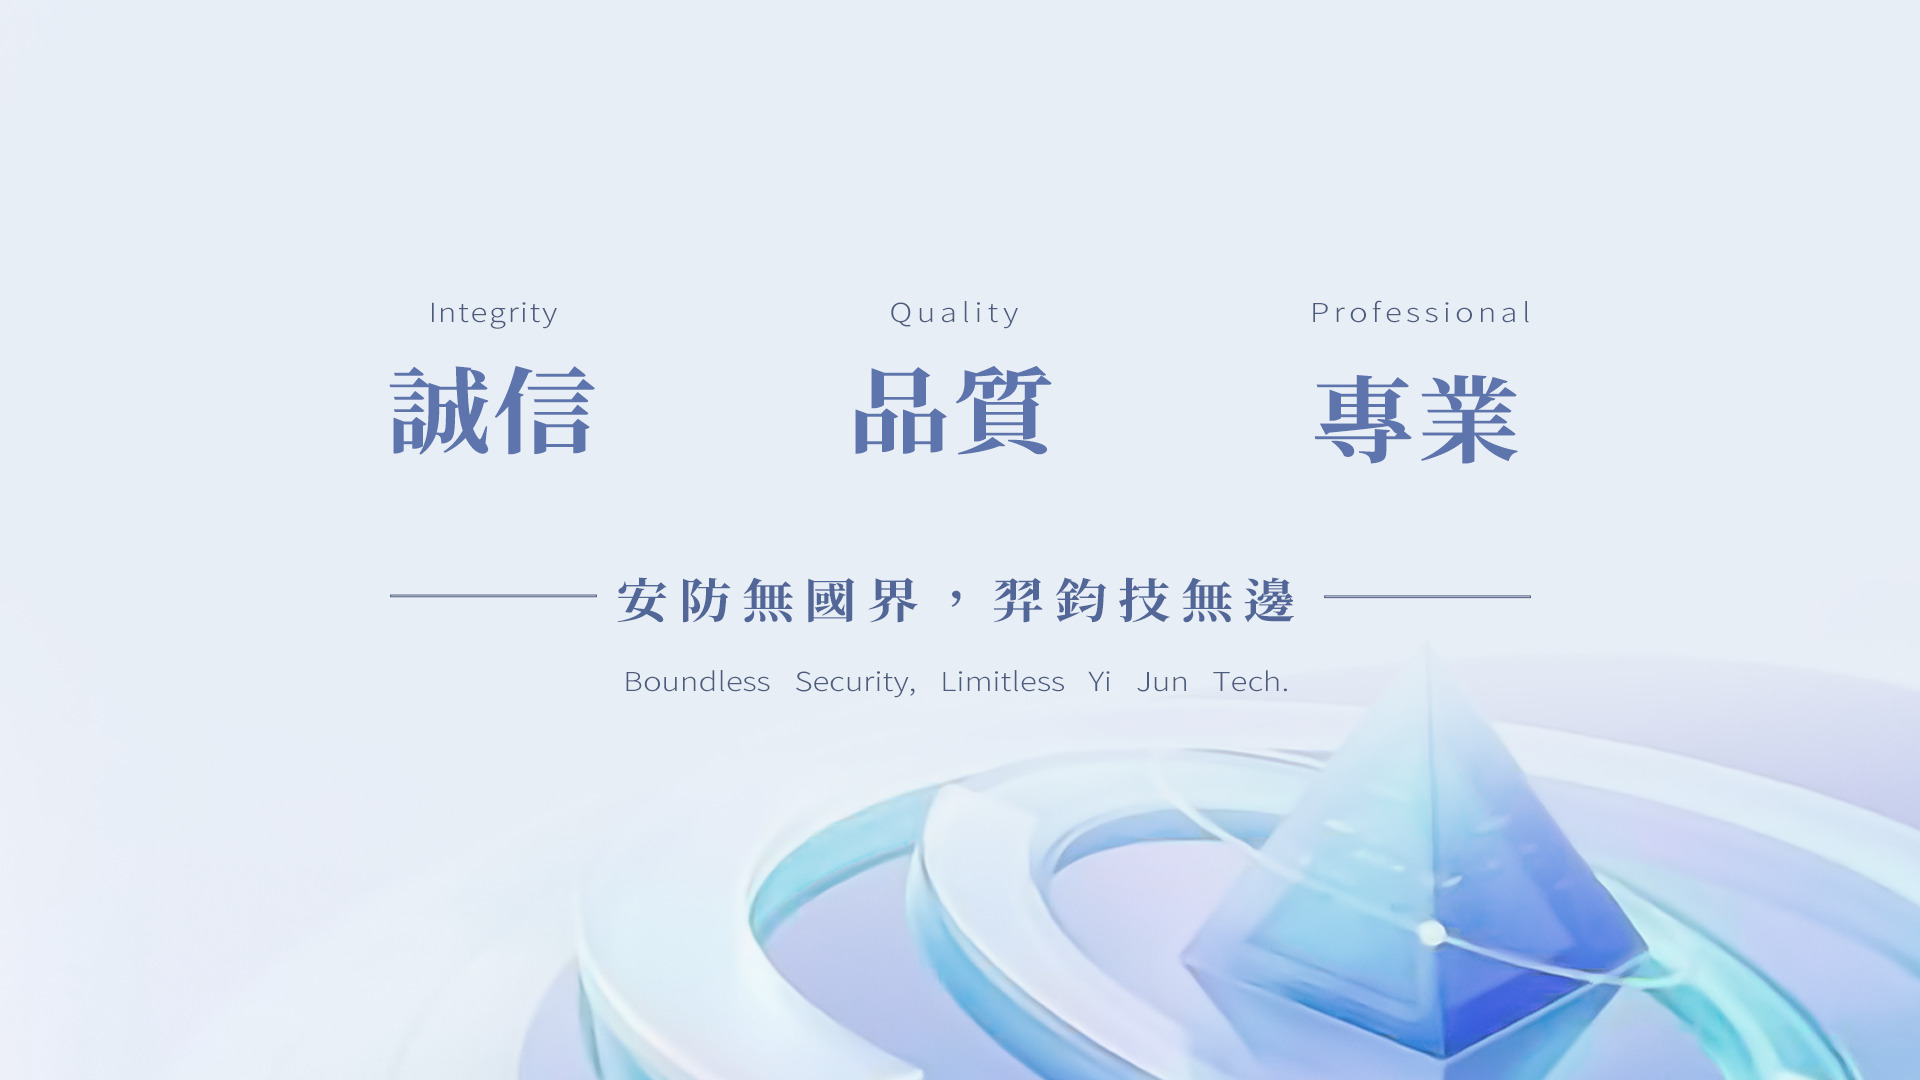 Integrity
Quality
Professional
誠信
品質
專業
安防無國界，羿鈞技無邊
Boundless Security, Limitless Yi Jun Tech.